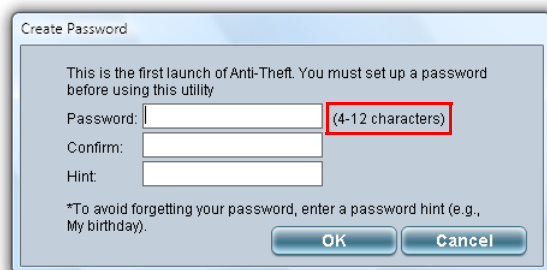 Create Password
This is the first launch of Anti-Theft. You must set up a password
before using this utility
Password: (4-12 characters)
Confirm:
Hint:
*To avoid forgetting your password, enter a password hint (e.g.,
My birthday).
OK Cancel